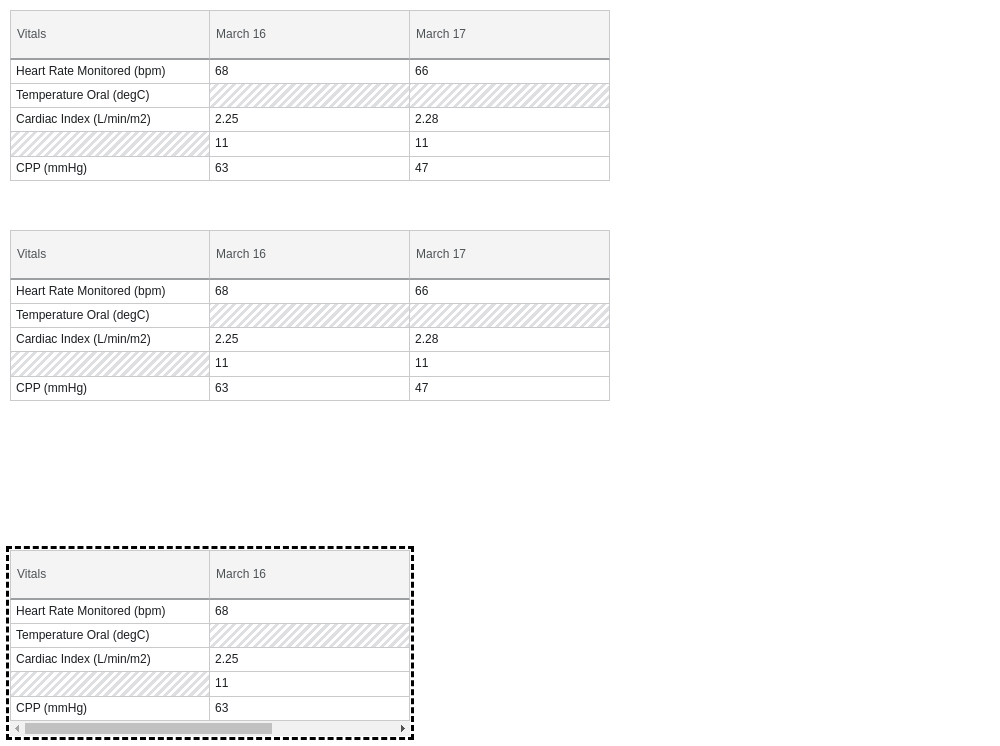 Vitals March 16 March 17
Heart Rate Monitored (bpm) 68 66
Temperature Oral (degC)
Cardiac Index (L/min/m2) 2.25 2.28
11 11
CPP (mmHg) 63 47
Vitals March 16 March 17
Heart Rate Monitored (bpm) 68 66
Temperature Oral (degC)
Cardiac Index (L/min/m2) 2.25 2.28
11 11
CPP (mmHg) 63 47
Vitals March 16
Heart Rate Monitored (bpm) 68
Temperature Oral (degC)
Cardiac Index (L/min/m2) 2.25
11
CPP (mmHg) 63